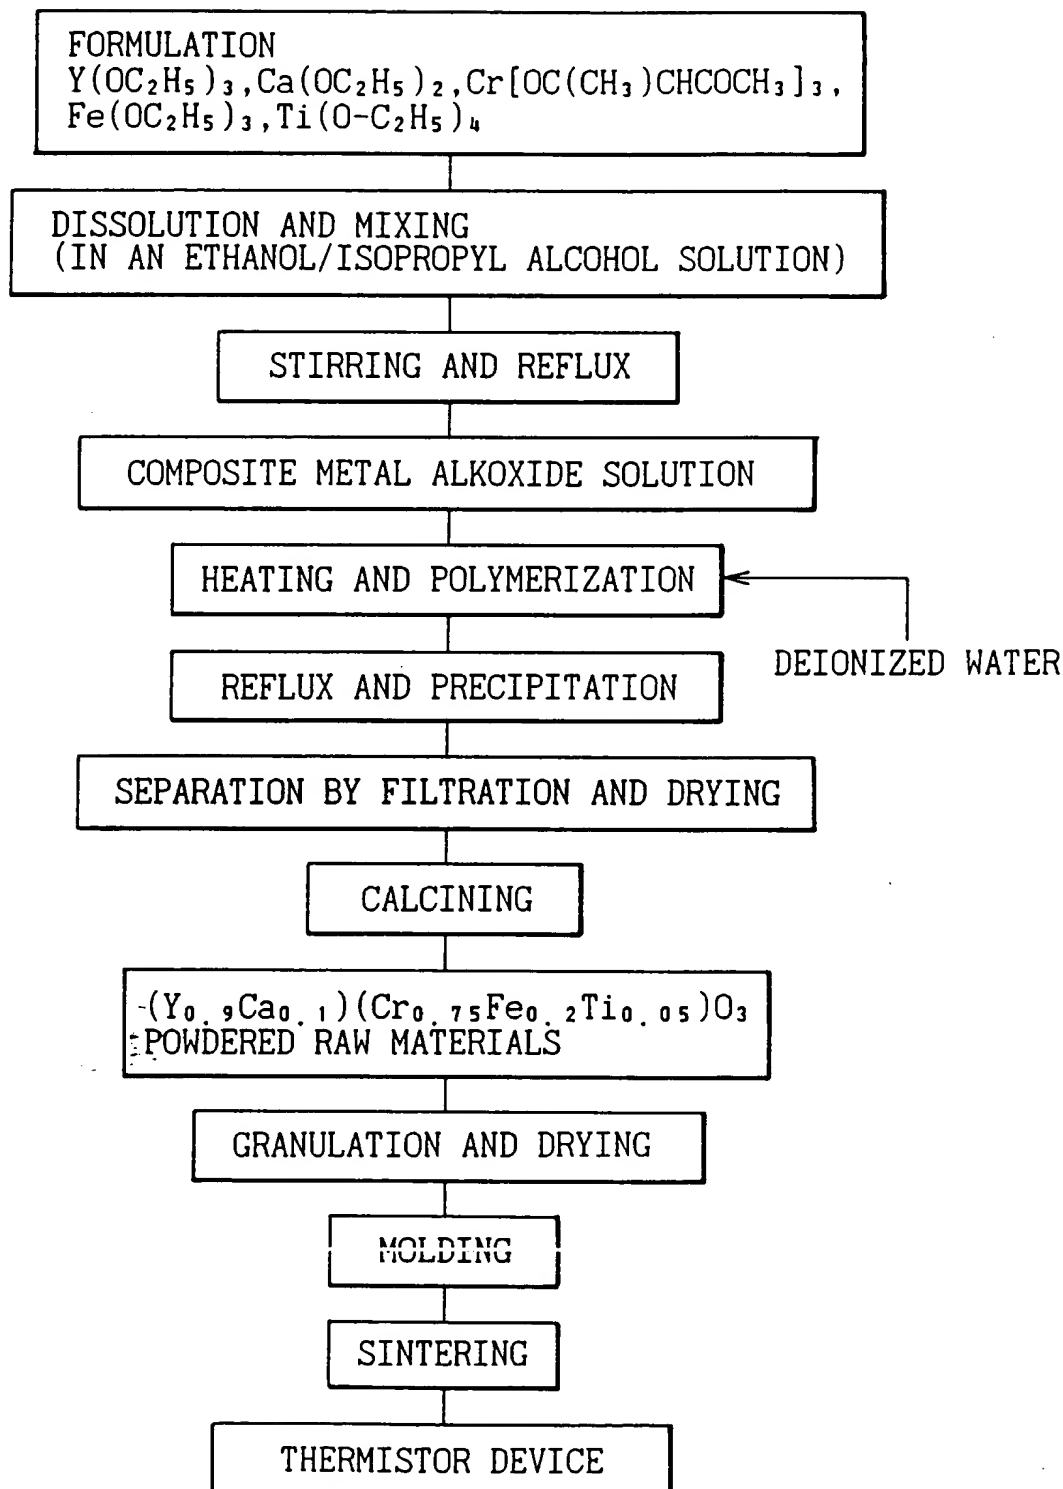 FORMULATION
Y(OC₂H₅)₃,Ca(OC₂H₅)₂,Cr[OC(CH₃)CHCOCH₃]₃,
Fe(OC₂H₅)₃,Ti(O-C₂H₅)₄
DISSOLUTION AND MIXING
(IN AN ETHANOL/ISOPROPYL ALCOHOL SOLUTION)
STIRRING AND REFLUX
COMPOSITE METAL ALKOXIDE SOLUTION
HEATING AND POLYMERIZATION
DEIONIZED WATER
REFLUX AND PRECIPITATION
SEPARATION BY FILTRATION AND DRYING
CALCINING
(Y₀.₉Ca₀.₁)(Cr₀.₇₅Fe₀.₂Ti₀.₀₅)O₃
POWDERED RAW MATERIALS
GRANULATION AND DRYING
MOLDING
SINTERING
THERMISTOR DEVICE